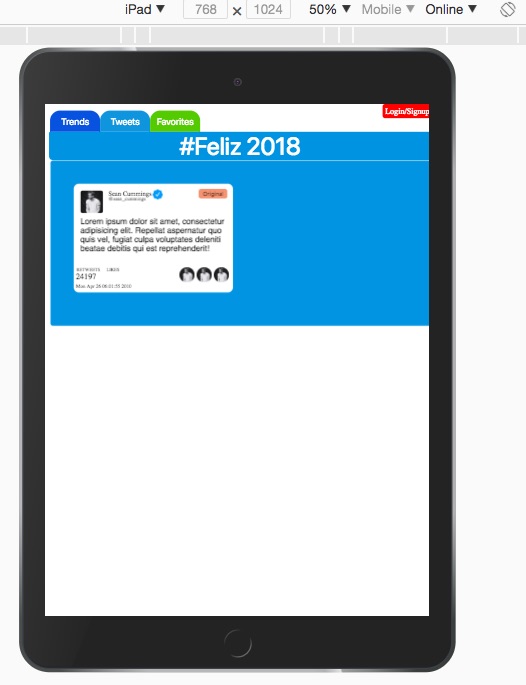 iPad ▼ 768 × 1024 50% ▼ Mobile ▼ Online ▼
Login/Signup
Trends Tweets Favorites
#Feliz 2018
Sean Cummings
@sean_cummings
Original
Lorem ipsum dolor sit amet, consectetur
adipisicing elit. Repellat aspernatur quo
quis vel, fugiat culpa voluptates deleniti
beatae debitis qui est reprehenderit!
RETWEETS LIKES
24197
Mon Apr 26 06:01:55 2010